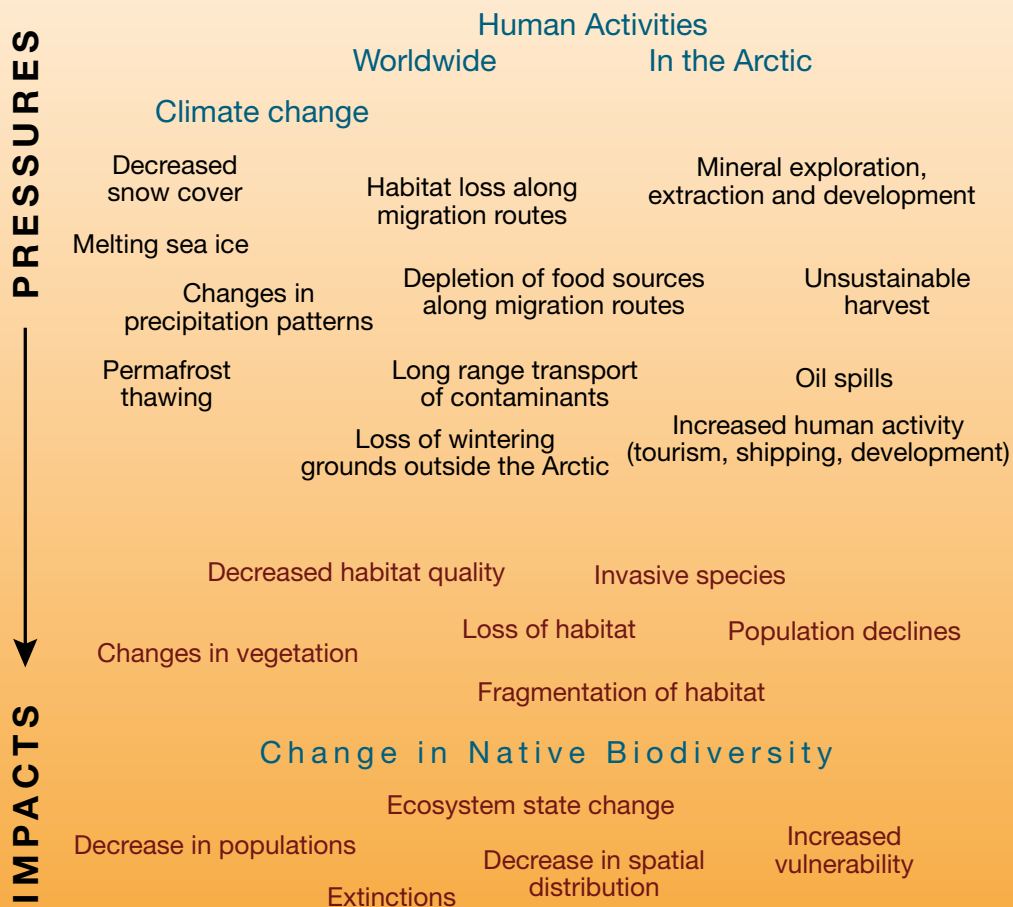 PRESSURES
Human Activities
Worldwide
In the Arctic
Climate change
Decreased
snow cover
Melting sea ice
Changes in
precipitation patterns
Permafrost
thawing
Habitat loss along
migration routes
Depletion of food sources
along migration routes
Long range transport
of contaminants
Loss of wintering
grounds outside the Arctic
Mineral exploration,
extraction and development
Unsustainable
harvest
Oil spills
Increased human activity
(tourism, shipping, development)
IMPACTS
Decreased habitat quality
Invasive species
Loss of habitat
Population declines
Changes in vegetation
Fragmentation of habitat
Change in Native Biodiversity
Ecosystem state change
Decrease in populations
Increased
vulnerability
Decrease in spatial
distribution
Extinctions